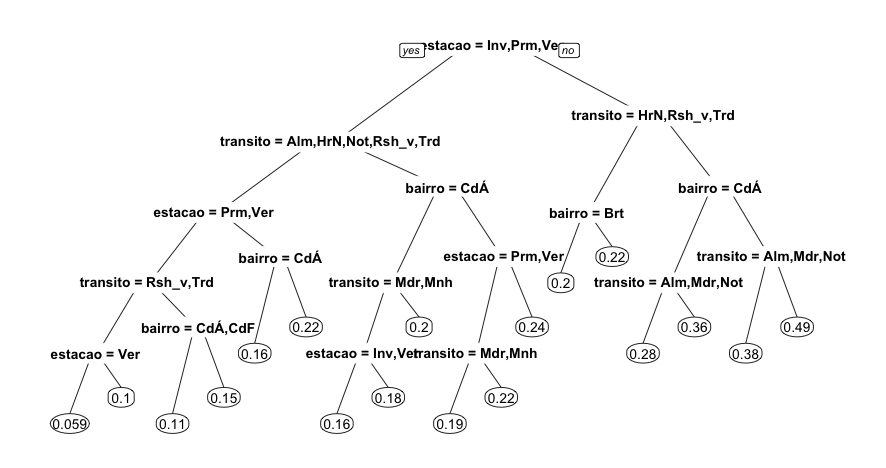 yes estacao = Inv,Prm,Ve no
transito = HrN,Rsh_v,Trd
transito = Alm,HrN,Not,Rsh_v,Trd
bairro = CdÁ bairro = CdÁ
estacao = Prm,Ver bairro = Brt
bairro = CdÁ estacao = Prm,Ver 0.22 transito = Alm,Mdr,Not
transito = Rsh_v,Trd transito = Mdr,Mnh 0.2 transito = Alm,Mdr,Not
bairro = CdÁ,CdF 0.22 0.2 0.24 0.36 0.49
estacao = Ver 0.16 estacao = Inv,Ver transito = Mdr,Mnh 0.28 0.38
0.1 0.15 0.18 0.22
0.059 0.11 0.16 0.19